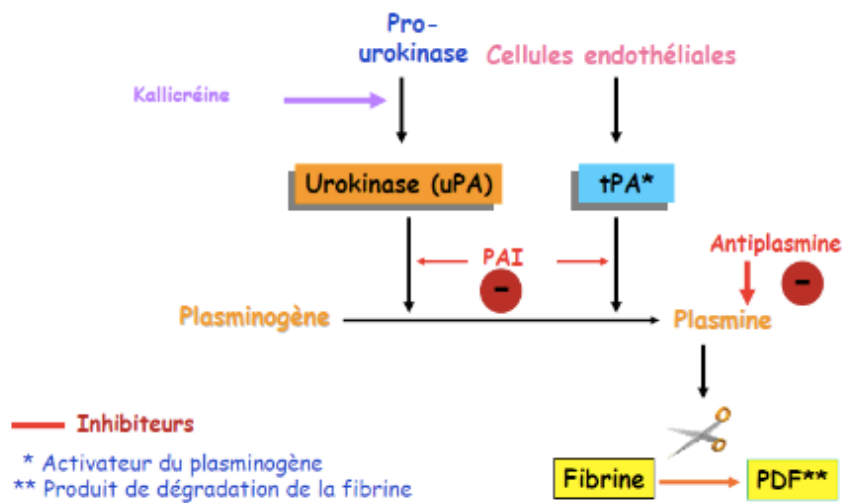 Pro-
urokinase
Cellules endothéliales
Kallicréine
Urokinase (uPA)
tPA*
PAI
Antiplasmine
Plasminogène
Plasmine
Inhibiteurs
* Activateur du plasminogène
** Produit de dégradation de la fibrine
Fibrine
PDF**